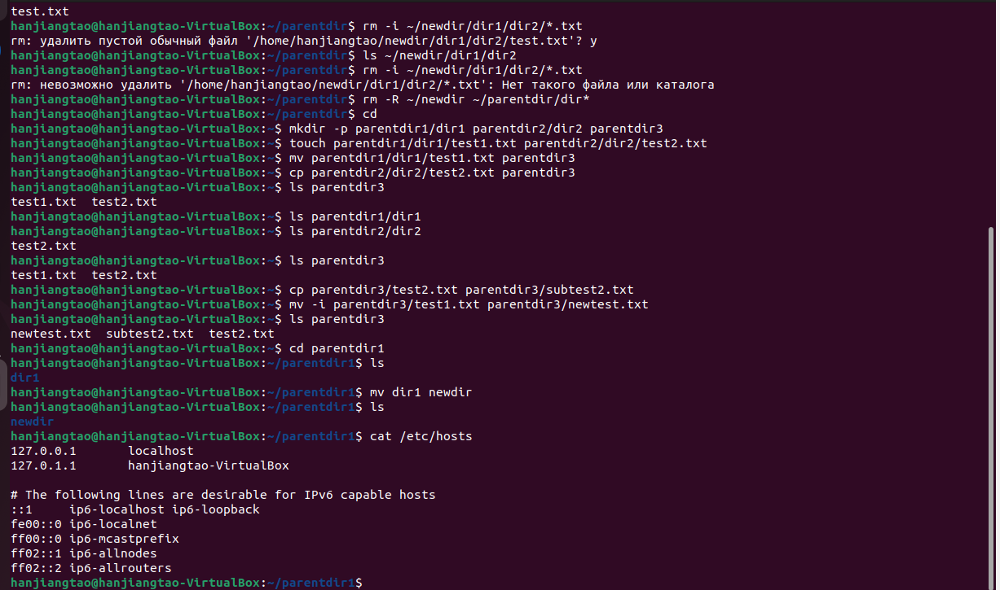 test.txt
hanjiangtao@hanjiangtao-VirtualBox:~/parentdir$ rm -i ~/newdir/dir1/dir2/*.txt
rm: удалить пустой обычный файл '/home/hanjiangtao/newdir/dir1/dir2/test.txt'? y
hanjiangtao@hanjiangtao-VirtualBox:~/parentdir$ ls ~/newdir/dir1/dir2
hanjiangtao@hanjiangtao-VirtualBox:~/parentdir$ rm -i ~/newdir/dir1/dir2/*.txt
rm: невозможно удалить '/home/hanjiangtao/newdir/dir1/dir2/*.txt': Нет такого файла или каталога
hanjiangtao@hanjiangtao-VirtualBox:~/parentdir$ rm -R ~/newdir ~/parentdir/dir*
hanjiangtao@hanjiangtao-VirtualBox:~/parentdir$ cd
hanjiangtao@hanjiangtao-VirtualBox:~$ mkdir -p parentdir1/dir1 parentdir2/dir2 parentdir3
hanjiangtao@hanjiangtao-VirtualBox:~$ touch parentdir1/dir1/test1.txt parentdir2/dir2/test2.txt
hanjiangtao@hanjiangtao-VirtualBox:~$ mv parentdir1/dir1/test1.txt parentdir3
hanjiangtao@hanjiangtao-VirtualBox:~$ cp parentdir2/dir2/test2.txt parentdir3
hanjiangtao@hanjiangtao-VirtualBox:~$ ls parentdir3
test1.txt  test2.txt
hanjiangtao@hanjiangtao-VirtualBox:~$ ls parentdir1/dir1
hanjiangtao@hanjiangtao-VirtualBox:~$ ls parentdir2/dir2
test2.txt
hanjiangtao@hanjiangtao-VirtualBox:~$ ls parentdir3
test1.txt  test2.txt
hanjiangtao@hanjiangtao-VirtualBox:~$ cp parentdir3/test2.txt parentdir3/subtest2.txt
hanjiangtao@hanjiangtao-VirtualBox:~$ mv -i parentdir3/test1.txt parentdir3/newtest.txt
hanjiangtao@hanjiangtao-VirtualBox:~$ ls parentdir3
newtest.txt  subtest2.txt  test2.txt
hanjiangtao@hanjiangtao-VirtualBox:~$ cd parentdir1
hanjiangtao@hanjiangtao-VirtualBox:~/parentdir1$ ls
dir1
hanjiangtao@hanjiangtao-VirtualBox:~/parentdir1$ mv dir1 newdir
hanjiangtao@hanjiangtao-VirtualBox:~/parentdir1$ ls
newdir
hanjiangtao@hanjiangtao-VirtualBox:~/parentdir1$ cat /etc/hosts
127.0.0.1       localhost
127.0.1.1       hanjiangtao-VirtualBox

# The following lines are desirable for IPv6 capable hosts
::1     ip6-localhost ip6-loopback
fe00::0 ip6-localnet
ff00::0 ip6-mcastprefix
ff02::1 ip6-allnodes
ff02::2 ip6-allrouters
hanjiangtao@hanjiangtao-VirtualBox:~/parentdir1$